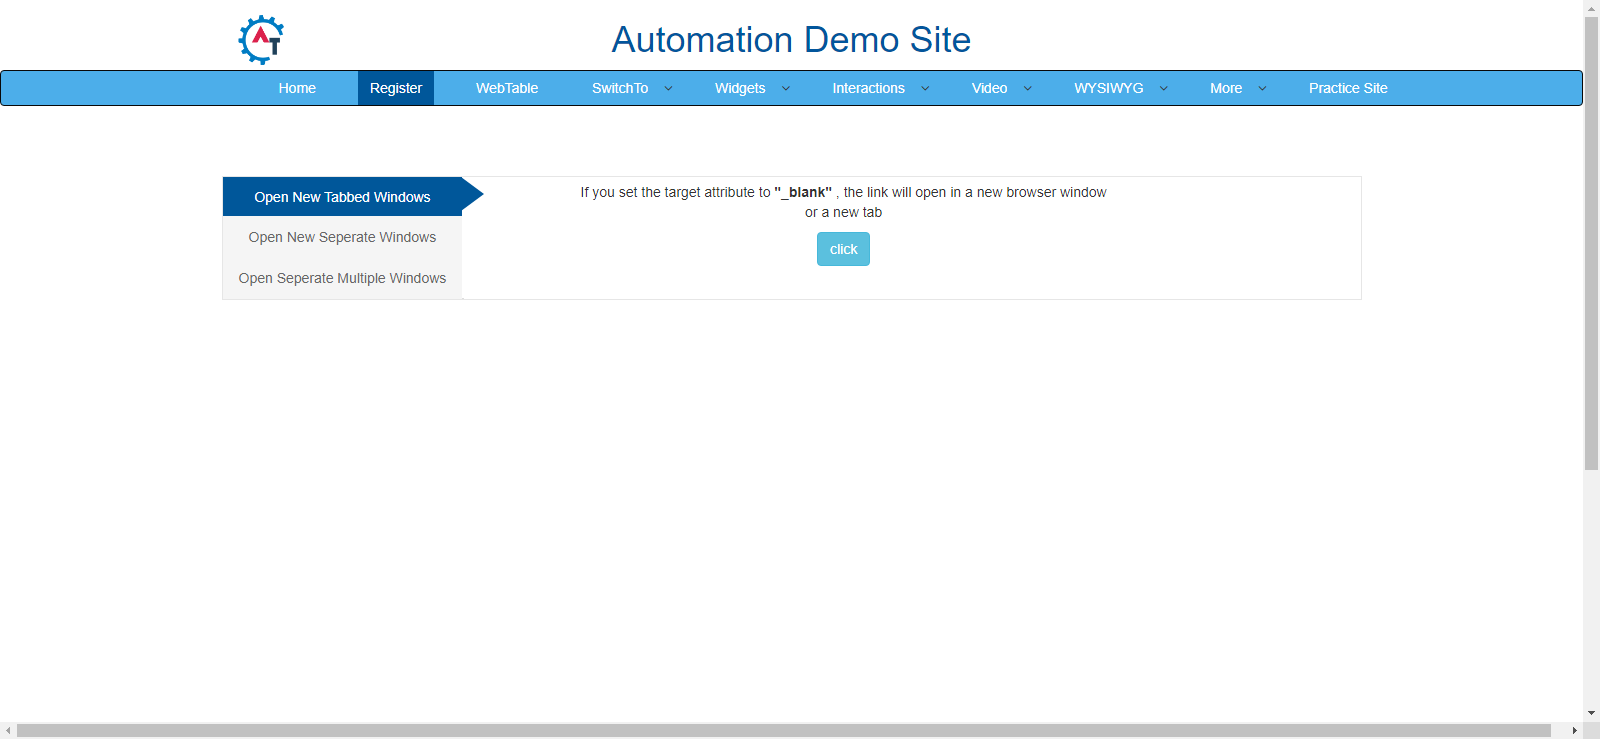 AT
Automation Demo Site
Home Register WebTable SwitchTo Widgets Interactions Video WYSIWYG More Practice Site
Open New Tabbed Windows
Open New Seperate Windows
Open Seperate Multiple Windows
If you set the target attribute to "_blank" , the link will open in a new browser window
or a new tab
click